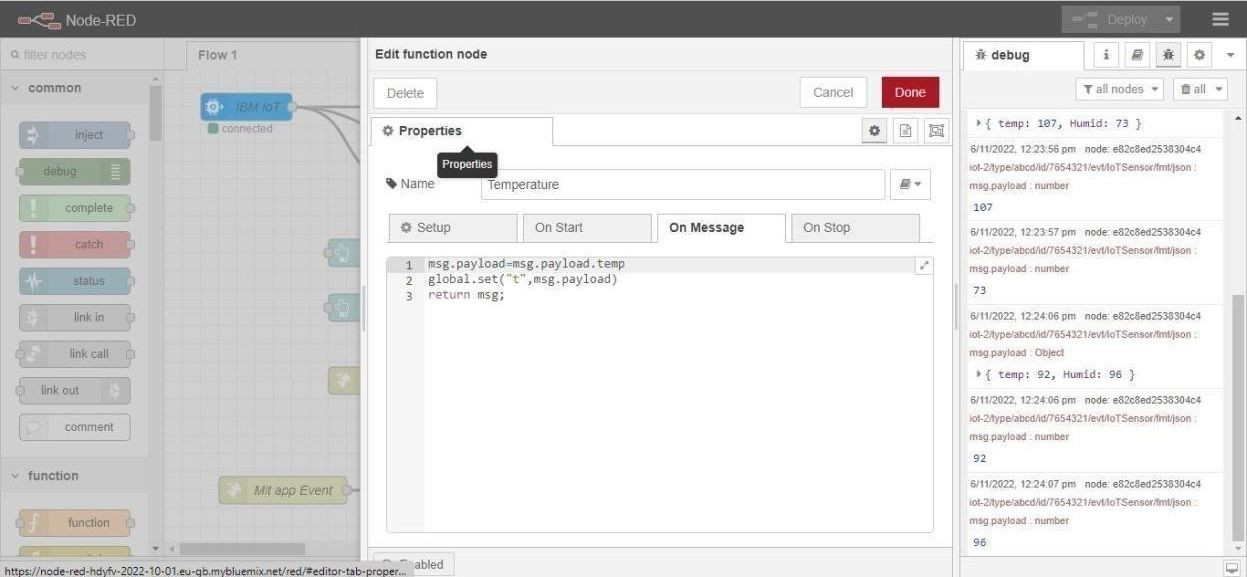 Node-RED
Deploy
filter nodes
Flow 1
Edit function node
debug
common
Delete
Cancel
Done
all nodes
all
IBM IoT
connected
Properties
Properties
{ temp: 107, Humid: 73 }
inject
debug
complete
catch
status
link in
link call
link out
comment
function
function
Name
Temperature
Setup
On Start
On Message
On Stop
1 msg.payload=msg.payload.temp
2 global.set("t",msg.payload)
3 return msg;
Mit app Event
6/11/2022, 12:23:56 pm node: e82c8ed2538304c4
iot-2/type/abcd/id/7654321/evt/IoTSensor/fmt/json :
msg.payload : number
107
6/11/2022, 12:23:57 pm node: e82c8ed2538304c4
iot-2/type/abcd/id/7654321/evt/IoTSensor/fmt/json :
msg.payload : number
73
6/11/2022, 12:24:06 pm node: e82c8ed2538304c4
iot-2/type/abcd/id/7654321/evt/IoTSensor/fmt/json :
msg.payload : Object
{ temp: 92, Humid: 96 }
6/11/2022, 12:24:06 pm node: e82c8ed2538304c4
iot-2/type/abcd/id/7654321/evt/IoTSensor/fmt/json :
msg.payload : number
92
6/11/2022, 12:24:07 pm node: e82c8ed2538304c4
iot-2/type/abcd/id/7654321/evt/IoTSensor/fmt/json :
msg.payload : number
96
https://node-red-hdyfv-2022-10-01.eu-gb.mybluemix.net/red/#editor-tab-proper...